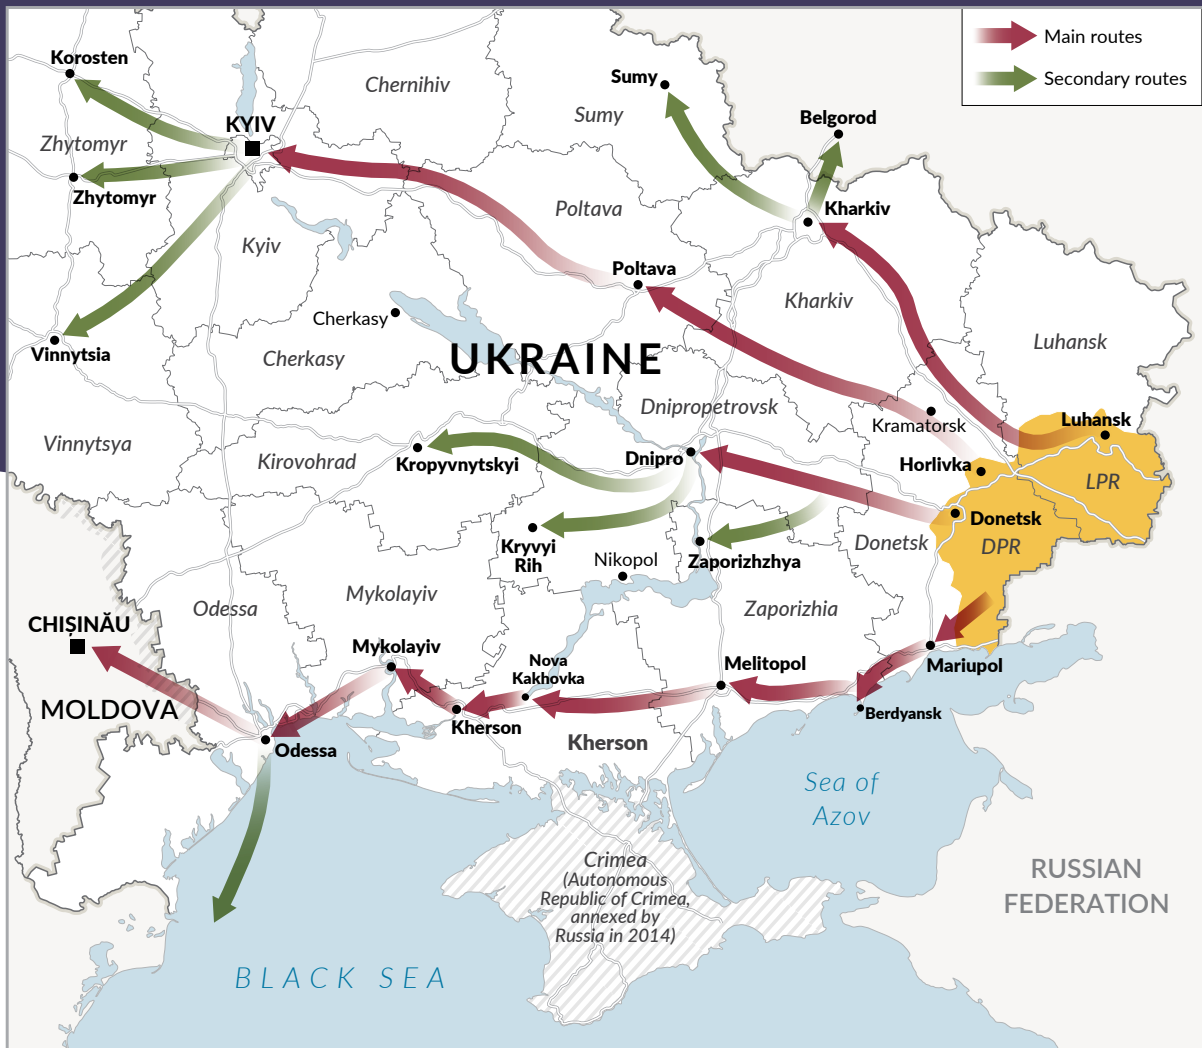 Main routes
Secondary routes
Korosten
Chernihiv
Sumy
Sumy
Belgorod
KYIV
Zhytomyr
Zhytomyr
Poltava
Kharkiv
Kyiv
Poltava
Kharkiv
Cherkasy
Luhansk
Vinnytsia
Cherkasy
UKRAINE
Dnipropetrovsk
Kramatorsk
Luhansk
Vinnytsya
Kirovohrad
Kropyvnytskyi
Dnipro
Horlivka
LPR
Donetsk
DPR
Donetsk
Kryvyi
Rih
Nikopol
Zaporizhzhya
Mykolayiv
Odessa
Zaporizhia
CHIȘINĂU
Mykolayiv
Nova
Kakhovka
Melitopol
Mariupol
MOLDOVA
Kherson
Berdyansk
Odessa
Kherson
Sea of
Azov
Crimea
(Autonomous
Republic of Crimea,
annexed by
Russia in 2014)
RUSSIAN
FEDERATION
BLACK SEA